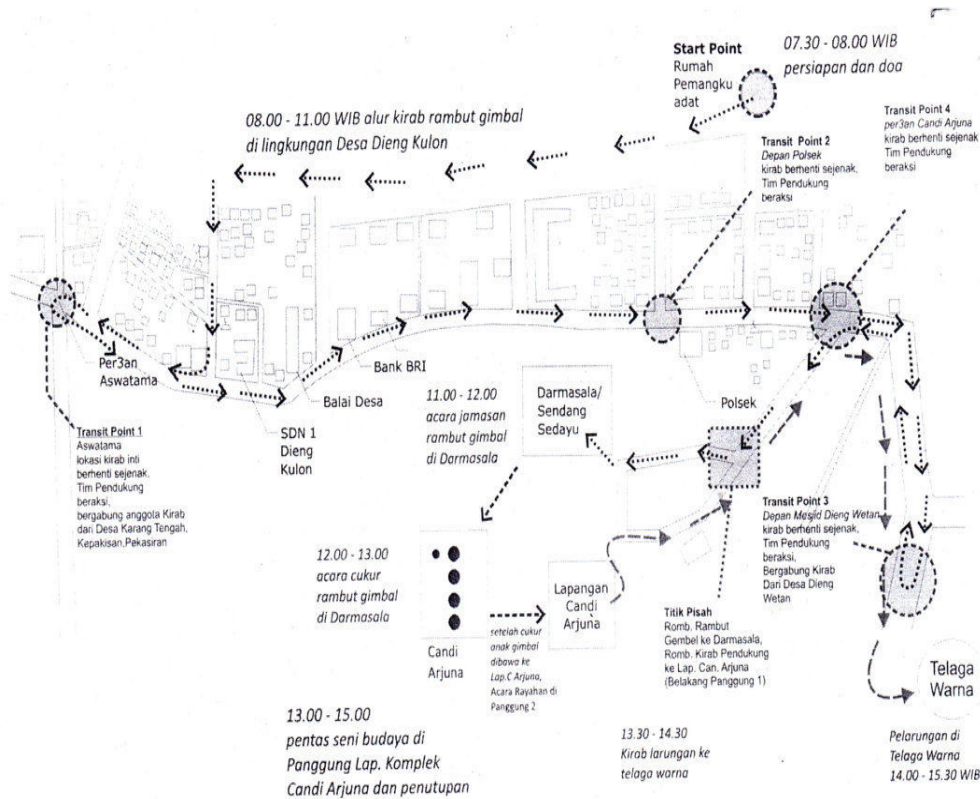 Start Point
Rumah
Pemangku
adat
07.30 - 08.00 WIB
persiapan dan doa
08.00 - 11.00 WIB alur kirab rambut gimbal
di lingkungan Desa Dieng Kulon
Transit Point 2
Depan Polsek
kirab berhenti sejenak,
Tim Pendukung
beraksi
Transit Point 4
per3an Candi Arjuna
kirab berhenti sejenak
Tim Pendukung
beraksi
Per3an
Aswatama
Bank BRI
Balai Desa
SDN 1
Dieng
Kulon
Polsek
Transit Point 1
Aswatama
lokasi kirab inti
berhenti sejenak,
Tim Pendukung
beraksi,
bergabung anggota Kirab
dari Desa Karang Tengah,
Kepakisan,Pekasiran
11.00 - 12.00
acara jamasan
rambut gimbal
di Darmasala
Darmasala/
Sendang
Sedayu
Transit Point 3
Depan Masjid Dieng Wetan
kirab berhenti sejenak,
Tim Pendukung
beraksi,
Bergabung Kirab
Dari Desa Dieng
Wetan
12.00 - 13.00
acara cukur
rambut gimbal
di Darmasala
Candi
Arjuna
setelah cukur
anak gimbal
dibawa ke
Lap.C Arjuna,
Acara Rayahan di
Panggung 2
Lapangan
Candi
Arjuna
Titik Pisah
Romb. Rambut
Gembel ke Darmasala,
Romb. Kirab Pendukung
ke Lap. Can. Arjuna
(Belakang Panggung 1)
Telaga
Warna
13.00 - 15.00
pentas seni budaya di
Panggung Lap. Komplek
Candi Arjuna dan penutupan
13.30 - 14.30
Kirab larungan ke
telaga warna
Pelarungan di
Telaga Warna
14.00 - 15.30 WIB